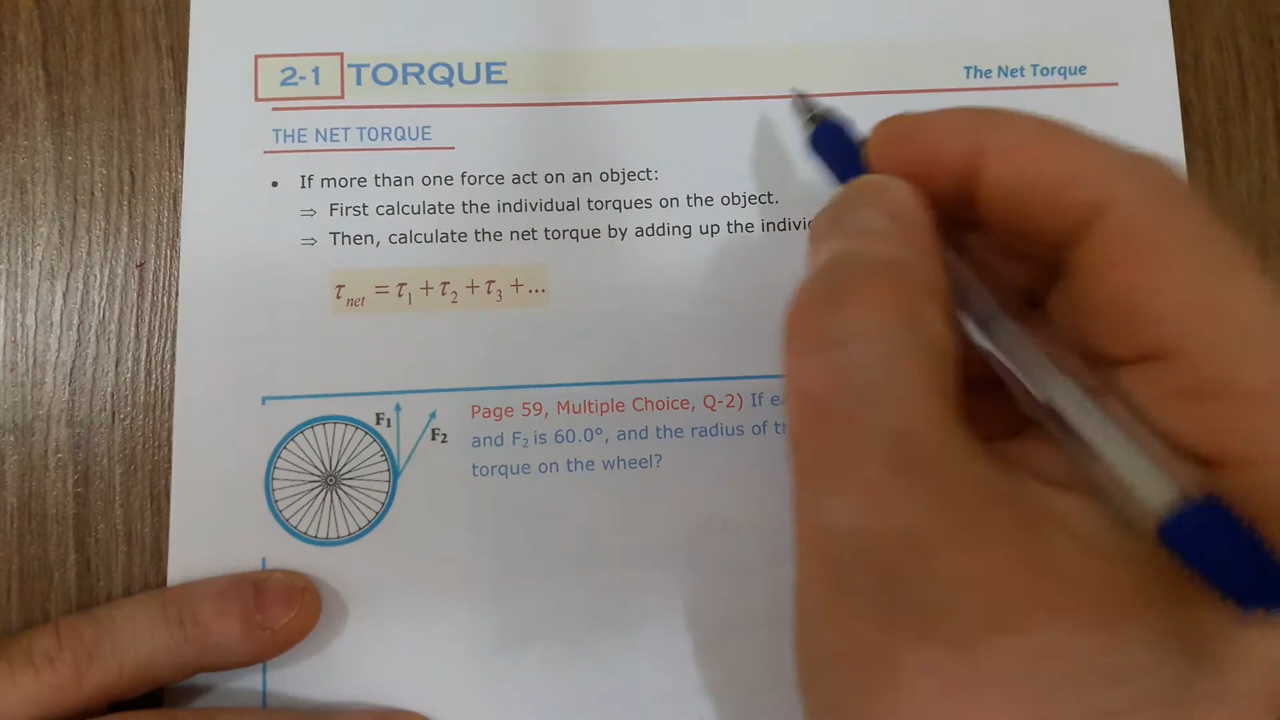 2-1 TORQUE
The Net Torque
THE NET TORQUE
• If more than one force act on an object:
⇒ First calculate the individual torques on the object.
⇒ Then, calculate the net torque by adding up the
τnet = τ1 + τ2 + τ3 + ...
F1
F2
Page 59, Multiple Choice, Q-2) If
and F2 is 60.0°, and the radius of
torque on the wheel?